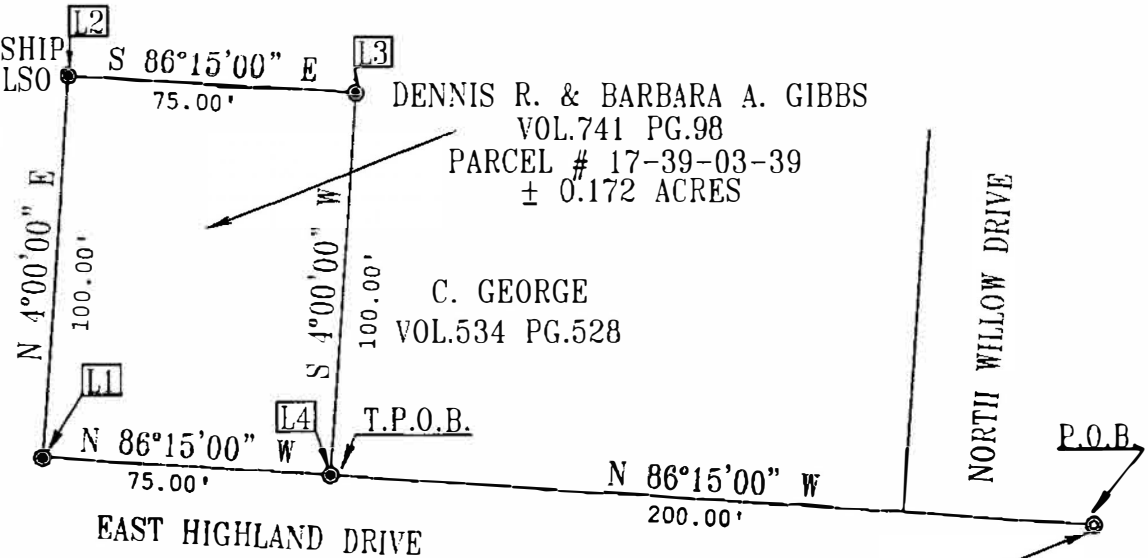 L2
SHIP
LSO
S 86°15'00" E
75.00'
L3
DENNIS R. & BARBARA A. GIBBS
VOL.741 PG.98
PARCEL # 17-39-03-39
± 0.172 ACRES
N 4°00'00" E
100.00'
S 4°00'00" W
100.00'
C. GEORGE
VOL.534 PG.528
NORTH WILLOW DRIVE
L1
L4
T.P.O.B.
P.O.B.
N 86°15'00" W
75.00'
N 86°15'00" W
200.00'
EAST HIGHLAND DRIVE